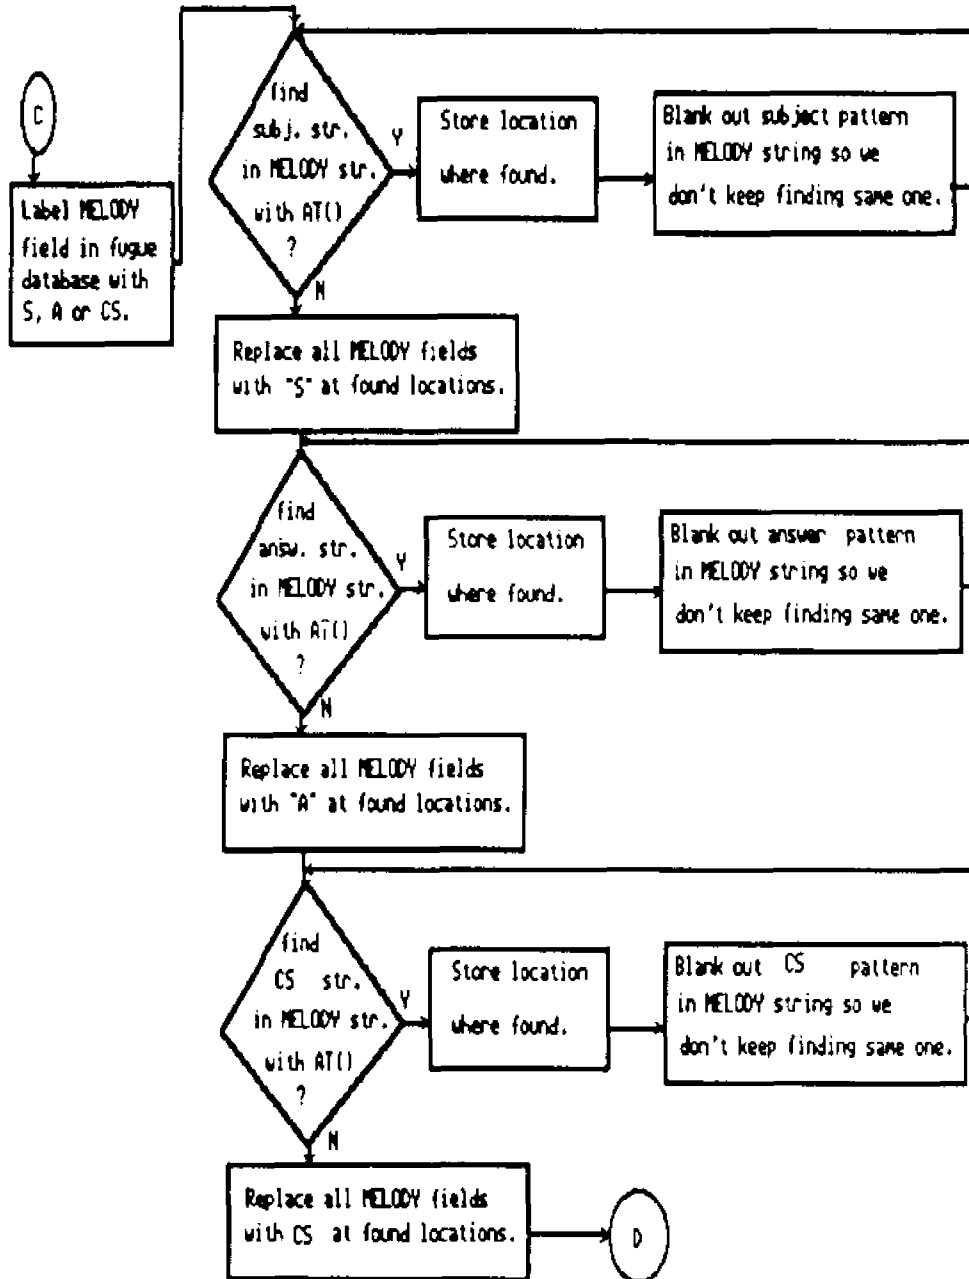 C
Label MELODY
field in fugue
database with
S, A or CS.
find
subj. str.
in MELODY str.
with AT()
?
Y
N
Store location
where found.
Blank out subject pattern
in MELODY string so we
don't keep finding same one.
Replace all MELODY fields
with "S" at found locations.
find
answ. str.
in MELODY str.
with AT()
?
Y
N
Store location
where found.
Blank out answer pattern
in MELODY string so we
don't keep finding same one.
Replace all MELODY fields
with "A" at found locations.
find
CS str.
in MELODY str.
with AT()
?
Y
N
Store location
where found.
Blank out CS pattern
in MELODY string so we
don't keep finding same one.
Replace all MELODY fields
with CS at found locations.
D